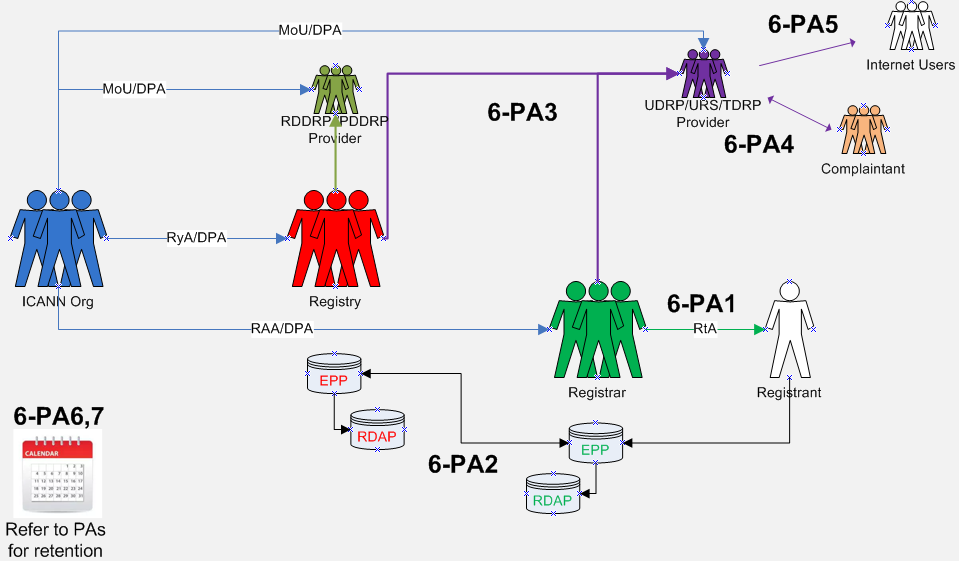 6-PA5
MoU/DPA
Internet Users
MoU/DPA
6-PA3
UDRP/URS/TDRP
Provider
RDDRP/PDDRP
Provider
6-PA4
Complaintant
RyA/DPA
ICANN Org
Registry
6-PA1
RAA/DPA
RtA
EPP
Registrar
Registrant
6-PA6,7
RDAP
CALENDAR
6-PA2
EPP
RDAP
Refer to PAs
for retention